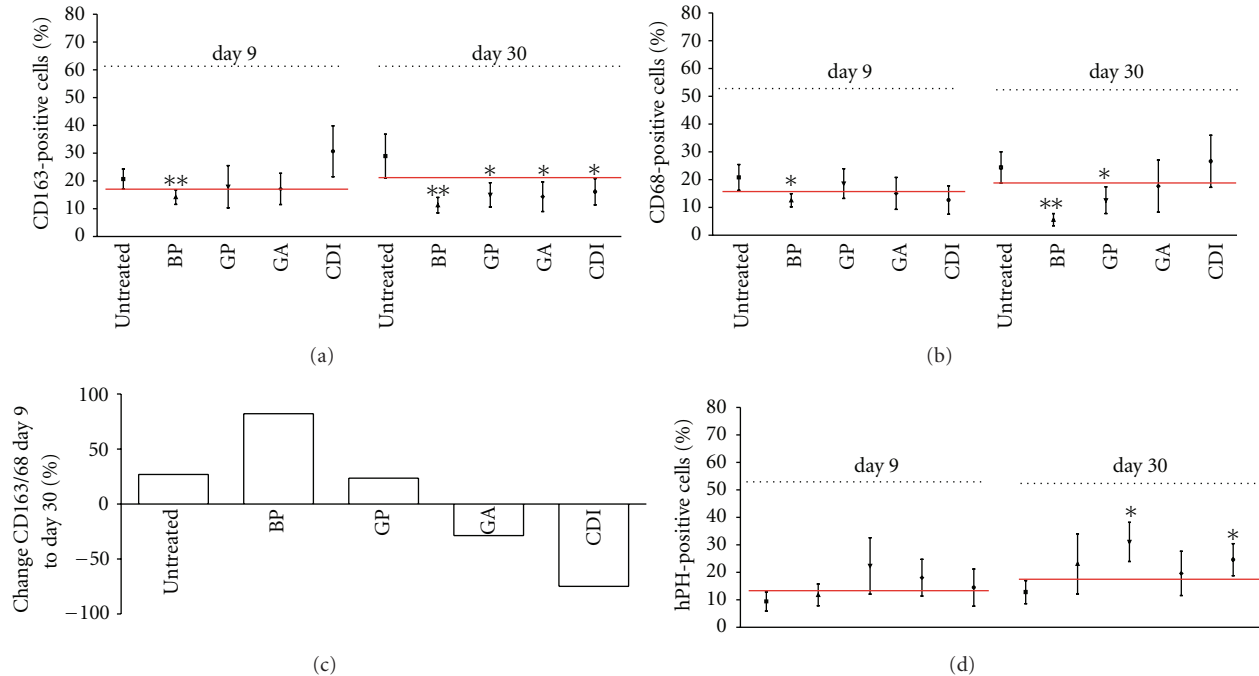 80
70
60
50
40
30
20
10
0
CD163-positive cells (%)
day 9
day 30
**
**
*
*
*
Untreated
BP
GP
GA
CDI
Untreated
BP
GP
GA
CDI
(a)
80
70
60
50
40
30
20
10
0
CD68-positive cells (%)
day 9
day 30
*
**
*
Untreated
BP
GP
GA
CDI
Untreated
BP
GP
GA
CDI
(b)
100
50
0
−50
−100
Change CD163/68 day 9
to day 30 (%)
Untreated
BP
GP
GA
CDI
(c)
80
70
60
50
40
30
20
10
0
hPH-positive cells (%)
day 9
day 30
*
*
(d)